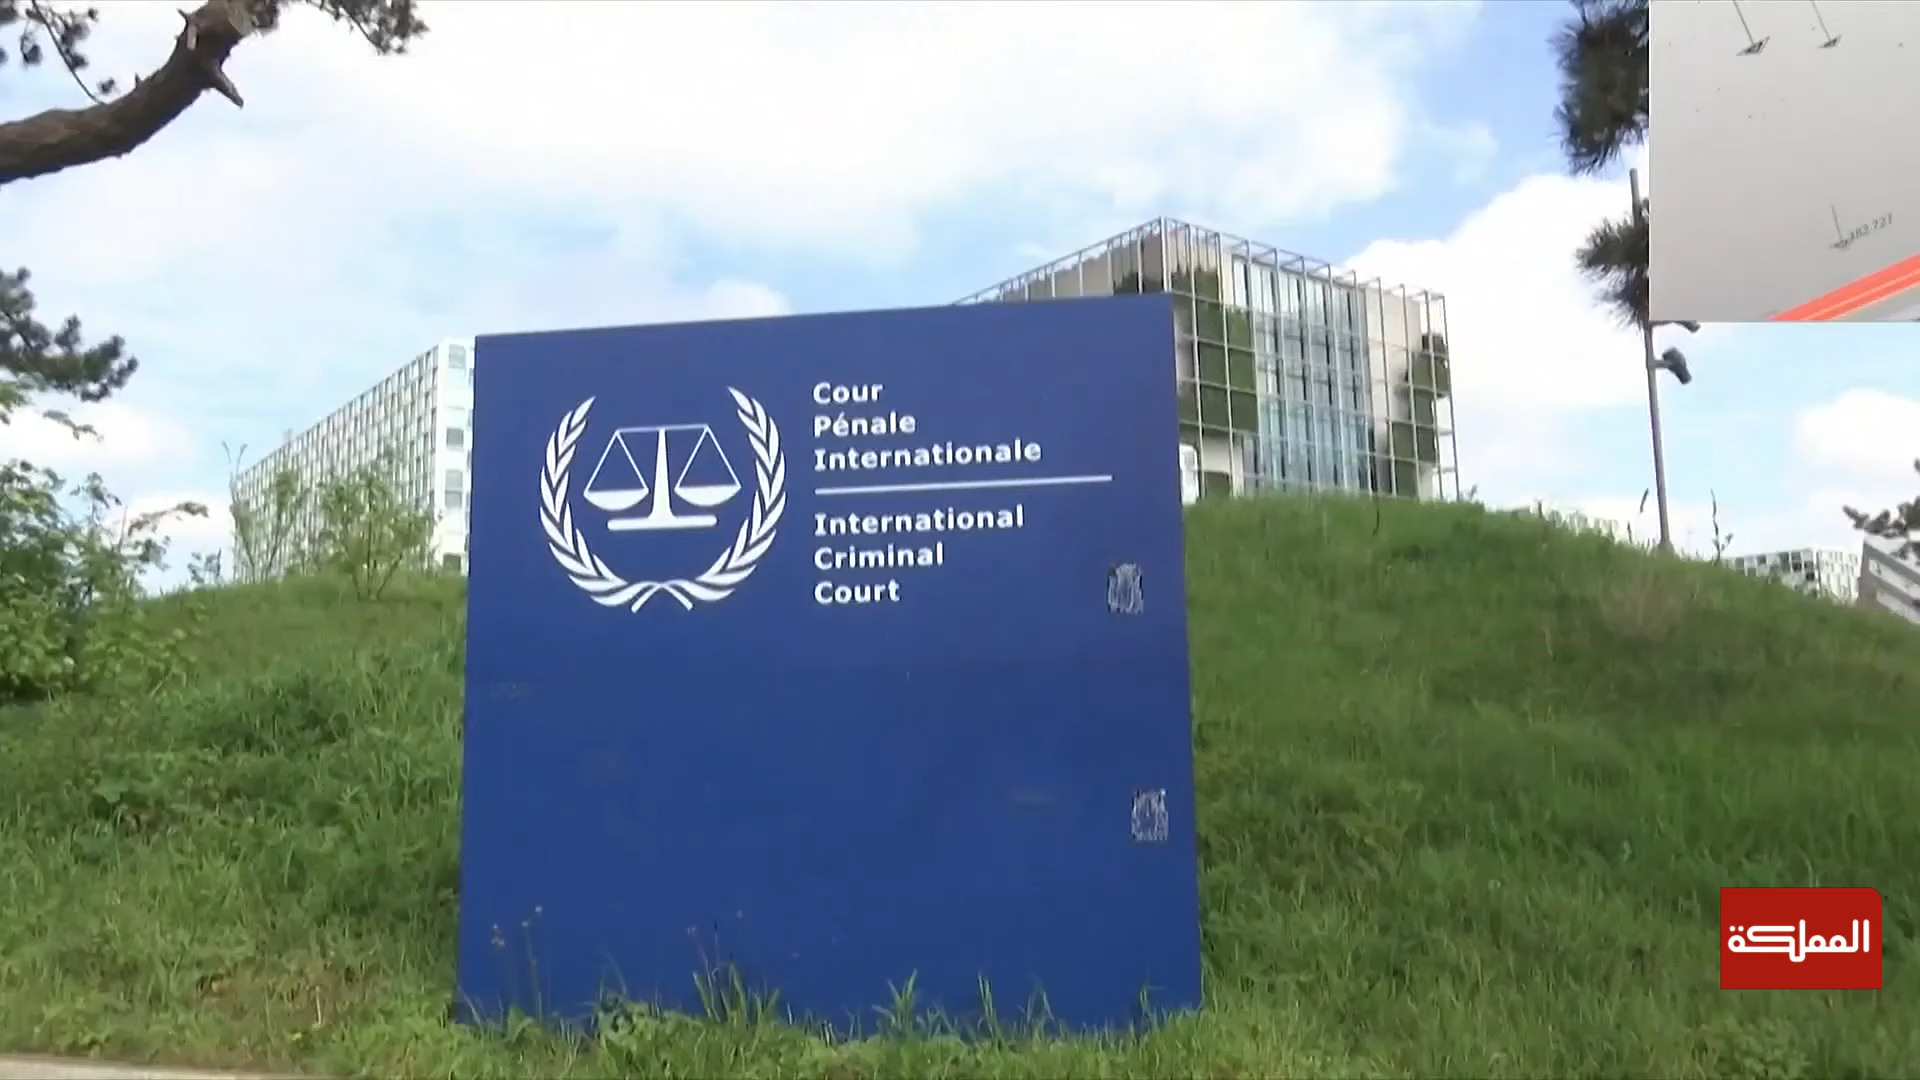 Cour
Pénale
Internationale
International
Criminal
Court
المملكة